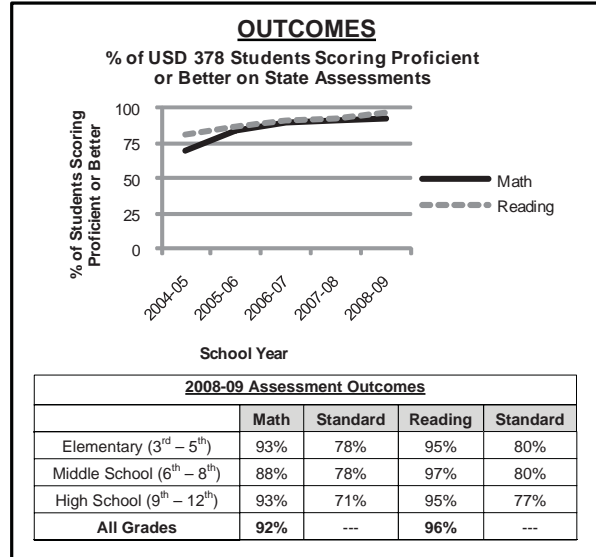 OUTCOMES
% of USD 378 Students Scoring Proficient
or Better on State Assessments
% of Students Scoring
Proficient or Better
100
75
50
25
0
Math
Reading
2004-05
2005-06
2006-07
2007-08
2008-09
School Year
2008-09 Assessment Outcomes
Math Standard Reading Standard
Elementary (3rd – 5th) 93% 78% 95% 80%
Middle School (6th – 8th) 88% 78% 97% 80%
High School (9th – 12th) 93% 71% 95% 77%
All Grades 92% --- 96% ---